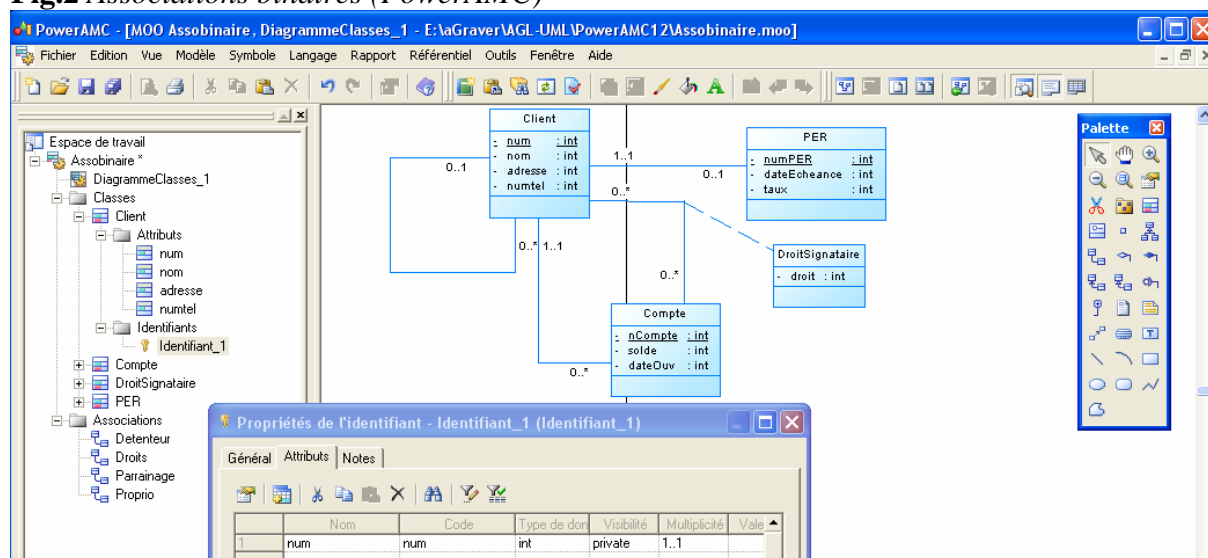 Fig.2 Associations binaires (PowerAMC)
PowerAMC - [MOO Assobinaire, DiagrammeClasses_1 - E:\aGraver\AGL-UML\PowerAMC12\Assobinaire.moo]
Fichier Edition Vue Modèle Symbole Langage Rapport Référentiel Outils Fenêtre Aide
Espace de travail
Assobinaire *
DiagrammeClasses_1
Classes
Client
Attributs
num
nom
adresse
numtel
Identifiants
Identifiant_1
Compte
DroitSignataire
PER
Associations
Detenteur
Droits
Parrainage
Proprio
Client
- num : int
- nom : int
- adresse : int
- numtel : int
0..1
1..1
0..1
0..*
PER
- numPER : int
- dateEcheance : int
- taux : int
0..* 1..1
DroitSignataire
- droit : int
0..*
Compte
- nCompte : int
- solde : int
- dateOuv : int
0..*
Palette
Propriétés de l'identifiant - Identifiant_1 (Identifiant_1)
Général Attributs Notes
Nom Code Type de don Visibilité Multiplicité Vale
1 num num int private 1..1